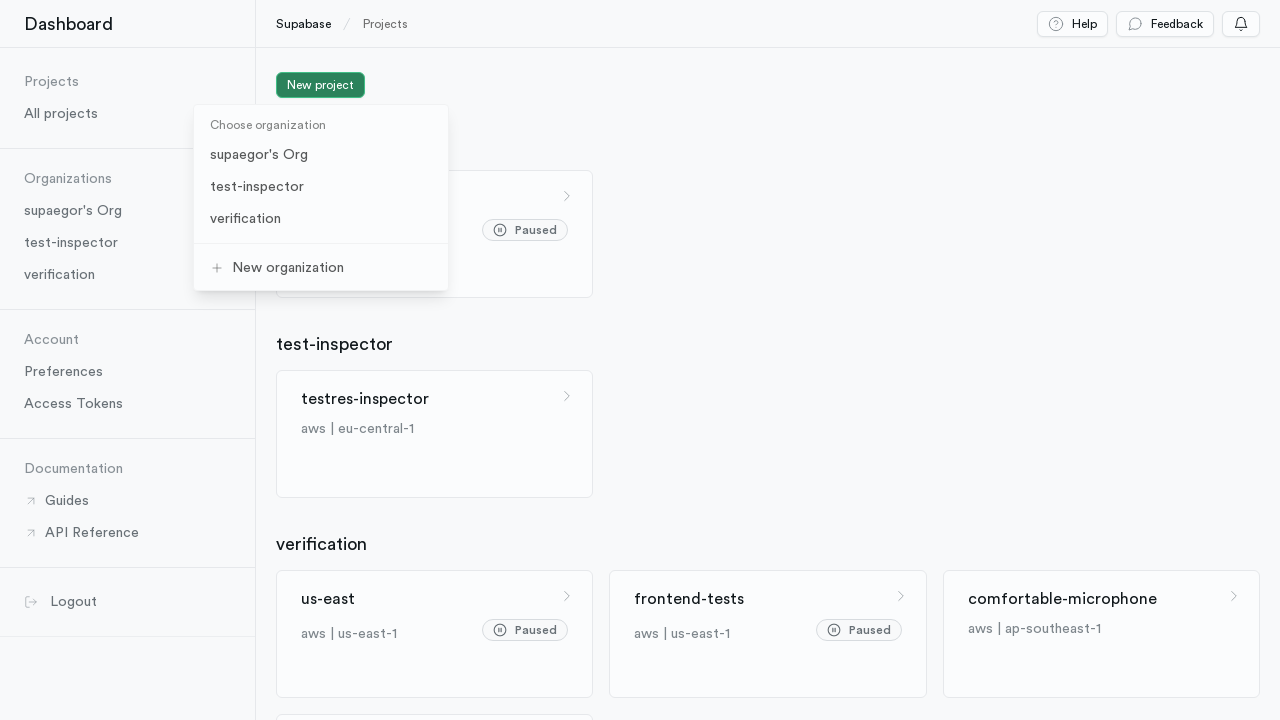 Dashboard
Supabase / Projects
Help
Feedback
Projects
All projects
Organizations
supaegor's Org
test-inspector
verification
Account
Preferences
Access Tokens
Documentation
Guides
API Reference
Logout
New project
Choose organization
supaegor's Org
test-inspector
verification
New organization
Paused
test-inspector
testres-inspector
aws | eu-central-1
verification
us-east
aws | us-east-1
Paused
frontend-tests
aws | us-east-1
Paused
comfortable-microphone
aws | ap-southeast-1